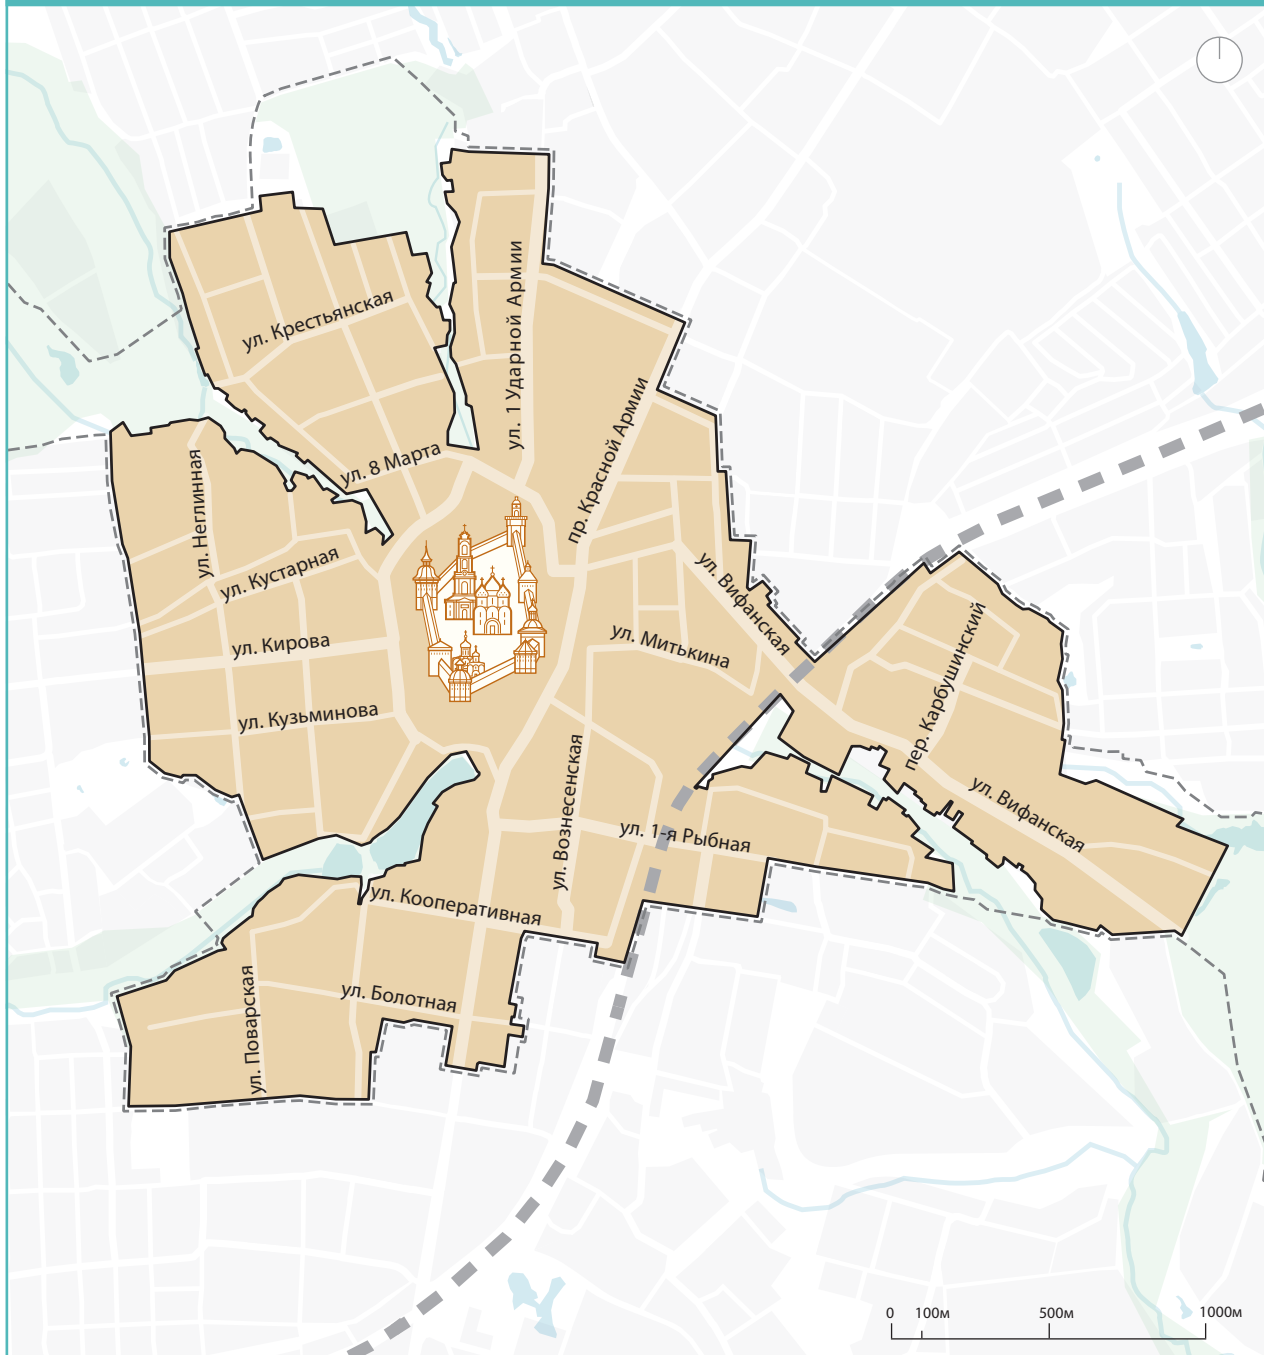 ул. Крестьянская
ул. 1 Ударной Армии
пр. Красной Армии
ул. 8 Марта
ул. Неглинная
ул. Кустарная
ул. Вифанская
ул. Кирова
ул. Митькина
пер. Карбушинский
ул. Кузьминова
ул. Вознесенская
ул. Вифанская
ул. 1-я Рыбная
ул. Кооперативная
ул. Поварская
ул. Болотная
0 100м 500м 1000м